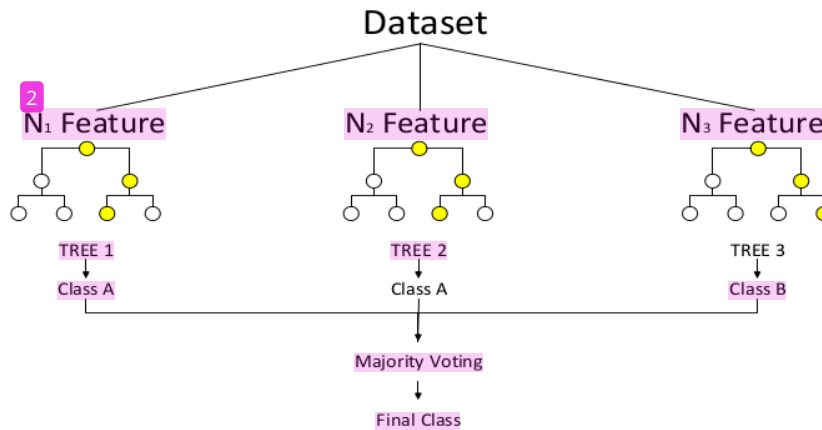 Dataset
2
N₁ Feature N₂ Feature N₃ Feature
TREE 1 TREE 2 TREE 3
Class A Class A Class B
Majority Voting
Final Class